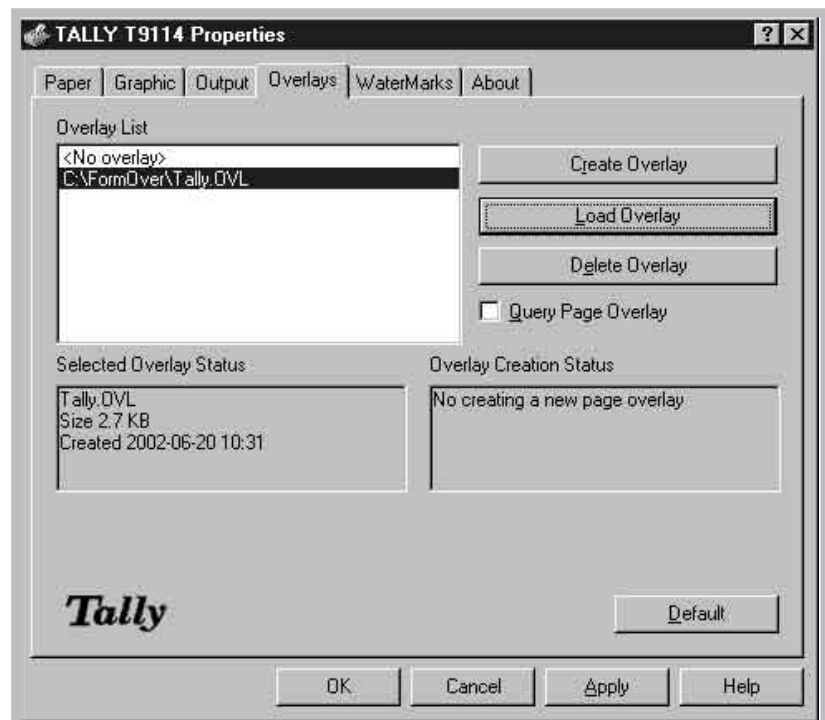 TALLY T9114 Properties
? X
Paper Graphic Output Overlays WaterMarks About
Overlay List
<No overlay>
C:\FormOver\Tally.OVL
Create Overlay
Load Overlay
Delete Overlay
Query Page Overlay
Selected Overlay Status
Tally.OVL
Size 2.7 KB
Created 2002-06-20 10:31
Overlay Creation Status
No creating a new page overlay
Tally
Default
OK Cancel Apply Help